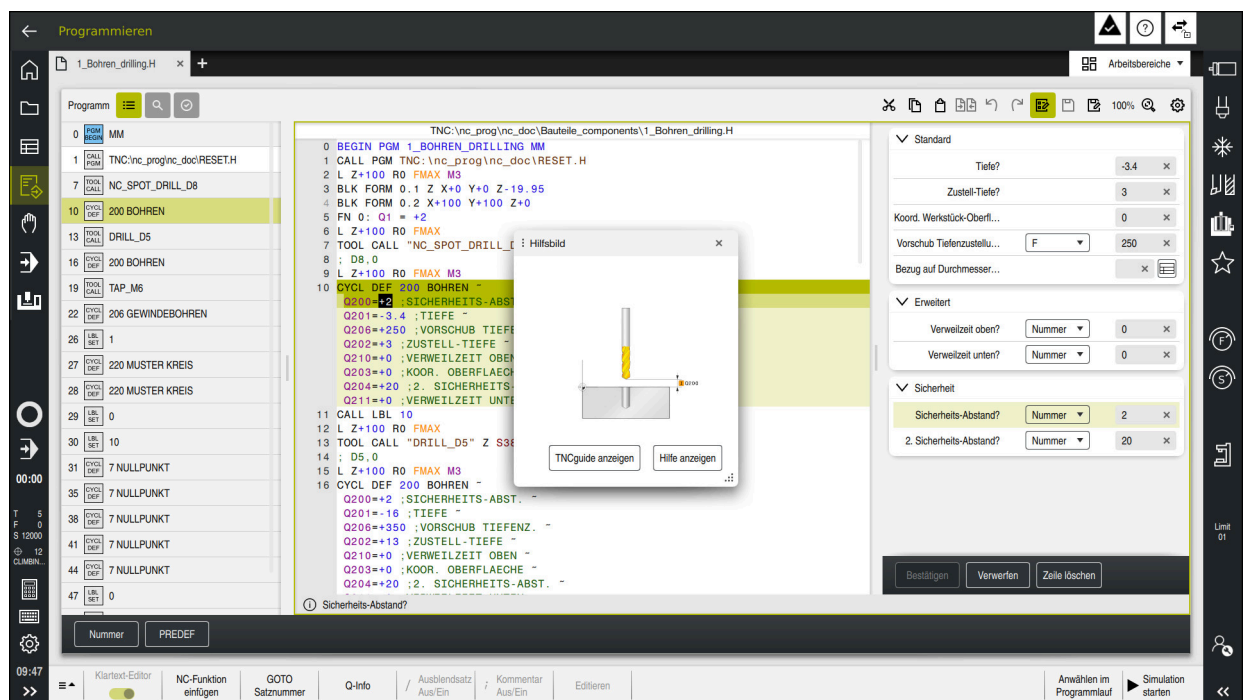 Programmieren
1_Bohren_drilling.H
Arbeitsbereiche
Programm
100%
0 PGM BEGIN MM
1 CALL PGM TNC:\nc_prog\nc_doc\RESET.H
7 TOOL CALL NC_SPOT_DRILL_D8
10 CYCL DEF 200 BOHREN
13 TOOL CALL DRILL_D5
16 CYCL DEF 200 BOHREN
19 TOOL CALL TAP_M6
22 CYCL DEF 206 GEWINDEBOHREN
26 LBL SET 1
27 CYCL DEF 220 MUSTER KREIS
28 CYCL DEF 220 MUSTER KREIS
29 LBL SET 0
30 LBL SET 10
31 CYCL DEF 7 NULLPUNKT
35 CYCL DEF 7 NULLPUNKT
38 CYCL DEF 7 NULLPUNKT
41 CYCL DEF 7 NULLPUNKT
44 CYCL DEF 7 NULLPUNKT
47 LBL SET 0
TNC:\nc_prog\nc_doc\Bauteile_components\1_Bohren_drilling.H
0 BEGIN PGM 1_BOHREN_DRILLING MM
1 CALL PGM TNC:\nc_prog\nc_doc\RESET.H
2 L Z+100 R0 FMAX M3
3 BLK FORM 0.1 Z X+0 Y+0 Z-19.95
4 BLK FORM 0.2 X+100 Y+100 Z+0
5 FN 0: Q1 = +2
6 L Z+100 R0 FMAX
7 TOOL CALL "NC_SPOT_DRILL_
8 ; D8,0
9 L Z+100 R0 FMAX M3
10 CYCL DEF 200 BOHREN ~
Q200=+2 ;SICHERHEITS-ABST
Q201=-3.4 ;TIEFE ~
Q206=+250 ;VORSCHUB TIEFE
Q202=+3 ;ZUSTELL-TIEFE ~
Q210=+0 ;VERWEILZEIT OBEN
Q203=+0 ;KOOR. OBERFLAECH
Q204=+20 ;2. SICHERHEITS-
Q211=+0 ;VERWEILZEIT UNTE
11 CALL LBL 10
12 L Z+100 R0 FMAX
13 TOOL CALL "DRILL_D5" Z S3
14 ; D5,0
15 L Z+100 R0 FMAX M3
16 CYCL DEF 200 BOHREN ~
Q200=+2 ;SICHERHEITS-ABST. ~
Q201=-16 ;TIEFE ~
Q206=+350 ;VORSCHUB TIEFENZ. ~
Q202=+13 ;ZUSTELL-TIEFE ~
Q210=+0 ;VERWEILZEIT OBEN ~
Q203=+0 ;KOOR. OBERFLAECHE ~
Q204=+20 ;2. SICHERHEITS-ABST. ~
Sicherheits-Abstand?
Hilfsbild
Q200
TNCguide anzeigen
Hilfe anzeigen
Standard
Tiefe? -3.4
Zustell-Tiefe? 3
Koord. Werkstück-Oberfl... 0
Vorschub Tiefenzustellu... F 250
Bezug auf Durchmesser...
Erweitert
Verweilzeit oben? Nummer 0
Verweilzeit unten? Nummer 0
Sicherheit
Sicherheits-Abstand? Nummer 2
2. Sicherheits-Abstand? Nummer 20
Bestätigen
Verwerfen
Zeile löschen
00:00
T 5
F 0
S 12000
12
CLIMBIN...
09:47
F
S
Limit
01
Nummer
PREDEF
Klartext-Editor
NC-Funktion
einfügen
GOTO
Satznummer
Q-Info
/ Ausblendsatz
Aus/Ein
; Kommentar
Aus/Ein
Editieren
Anwählen im
Programmlauf
Simulation
starten